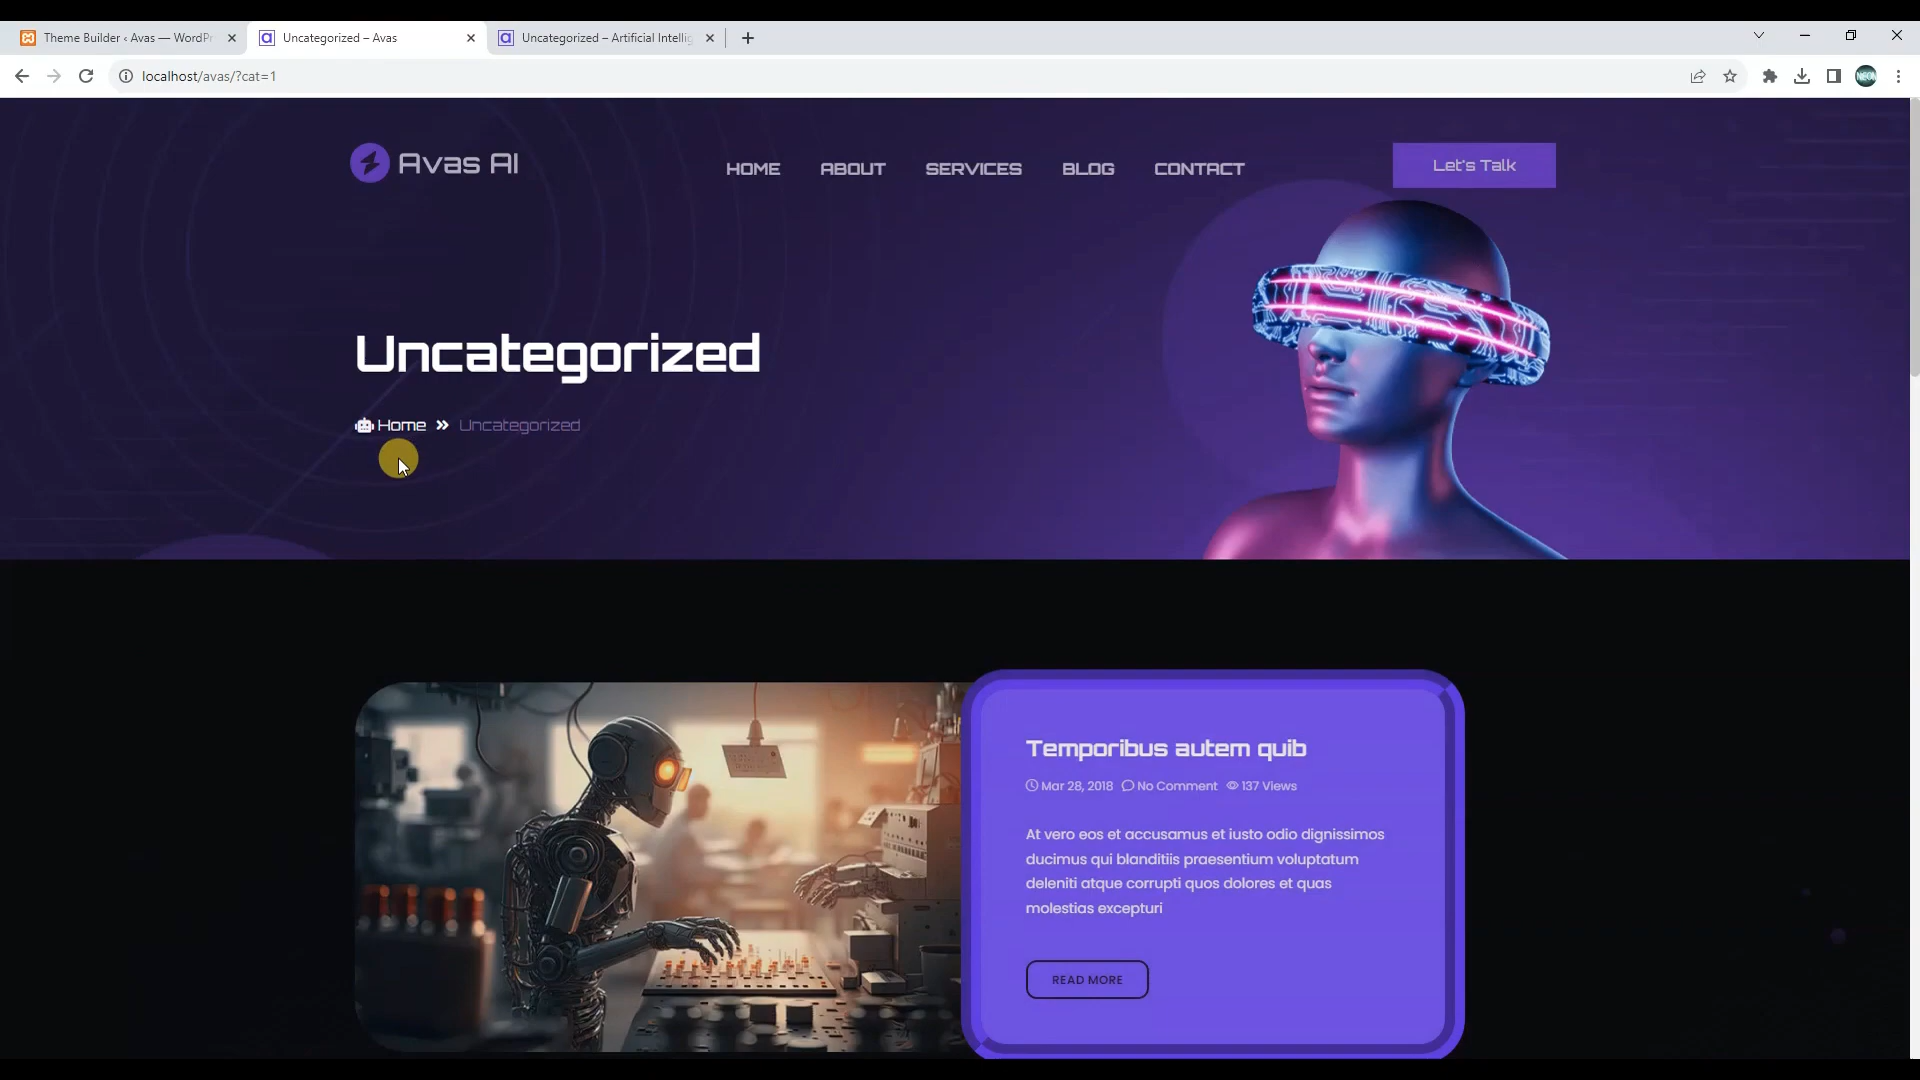 Theme Builder ‹ Avas — WordPr
Uncategorized – Avas
Uncategorized – Artificial Intellig
localhost/avas/?cat=1
NEON
Avas AI
HOME
ABOUT
SERVICES
BLOG
CONTACT
Let's Talk
Uncategorized
Home » Uncategorized
Temporibus autem quib
Mar 28, 2018 No Comment 137 Views
At vero eos et accusamus et iusto odio dignissimos
ducimus qui blanditiis praesentium voluptatum
deleniti atque corrupti quos dolores et quas
molestias excepturi
READ MORE